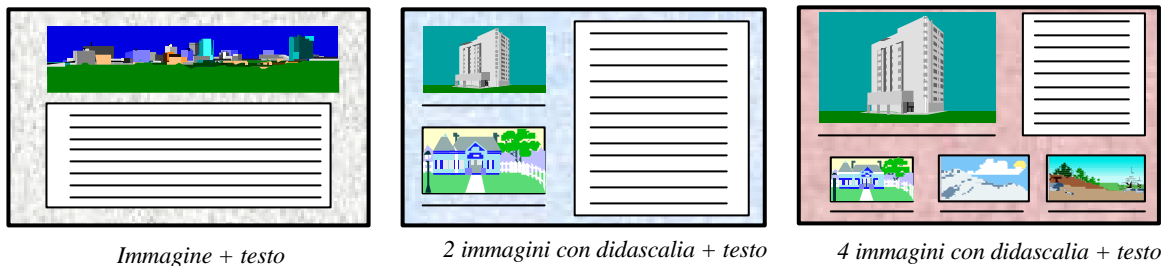 Immagine + testo
2 immagini con didascalia + testo
4 immagini con didascalia + testo